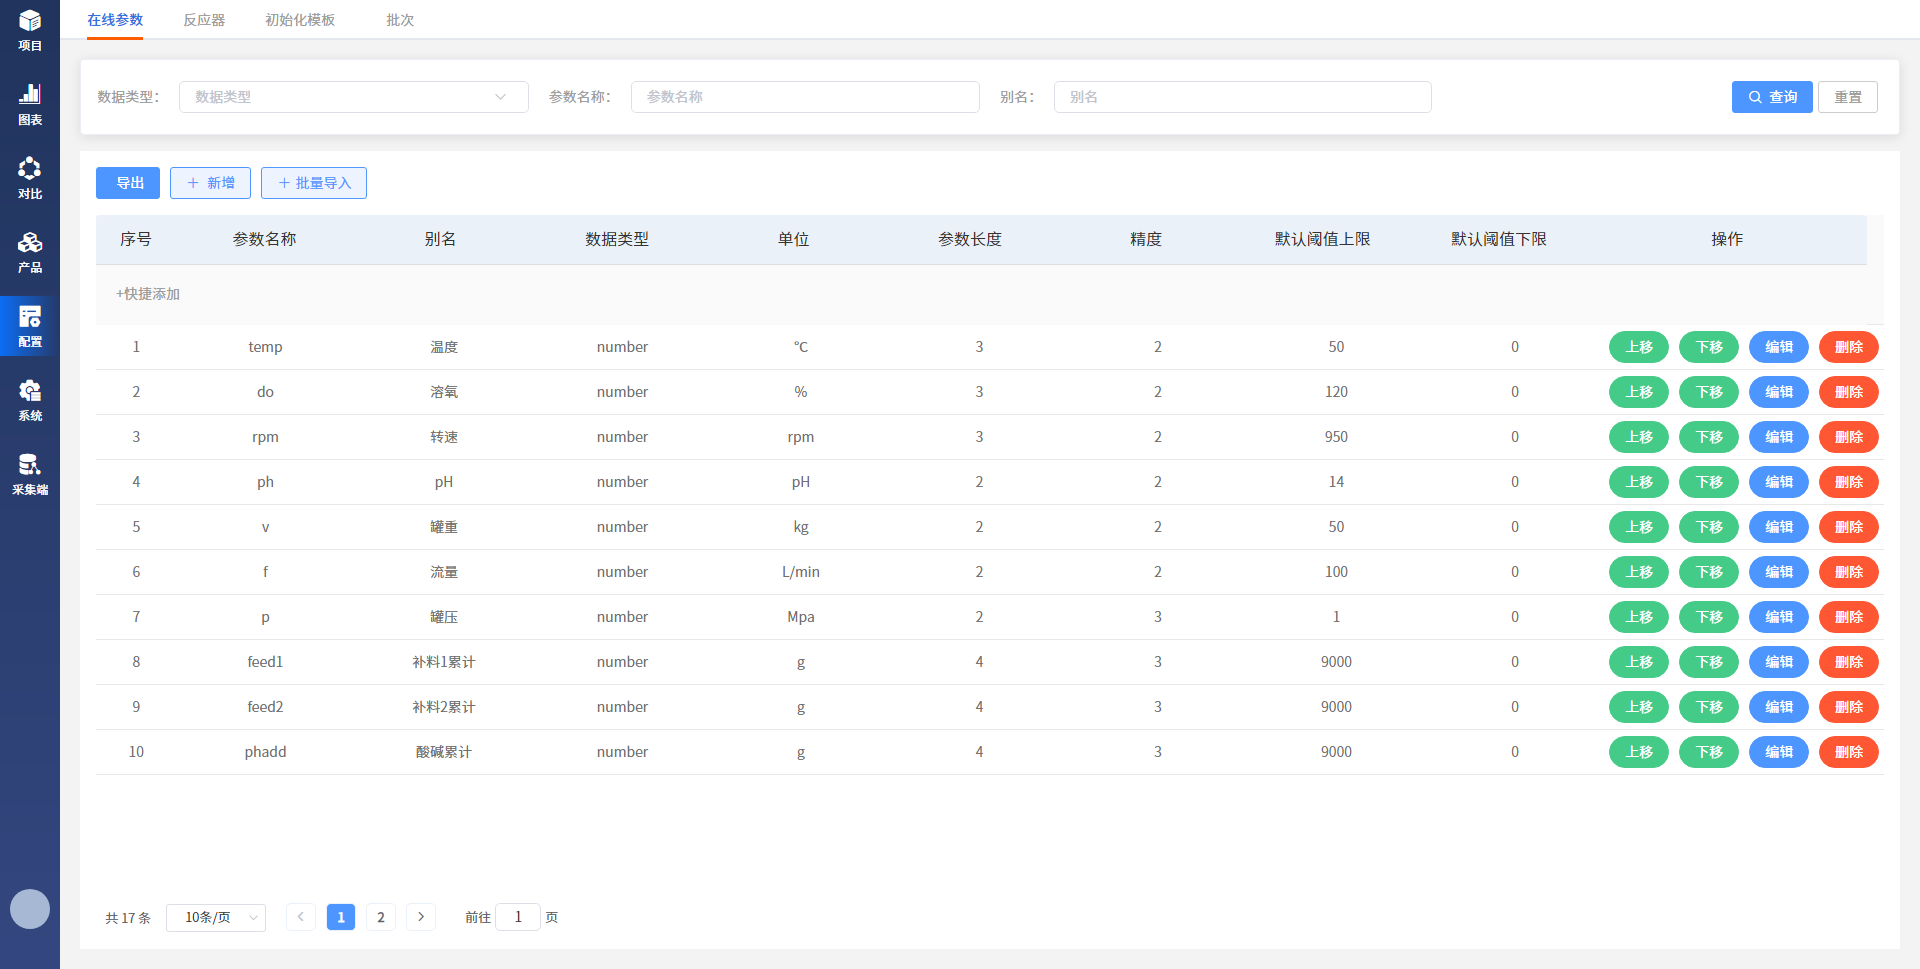 在线参数 反应器 初始化模板 批次
项目
图表
对比
产品
配置
系统
采集端
数据类型： 数据类型 参数名称： 参数名称 别名： 别名 查询 重置
导出 + 新增 + 批量导入
序号 参数名称 别名 数据类型 单位 参数长度 精度 默认阈值上限 默认阈值下限 操作
+快捷添加
1 temp 温度 number ℃ 3 2 50 0 上移 下移 编辑 删除
2 do 溶氧 number % 3 2 120 0 上移 下移 编辑 删除
3 rpm 转速 number rpm 3 2 950 0 上移 下移 编辑 删除
4 ph pH number pH 2 2 14 0 上移 下移 编辑 删除
5 v 罐重 number kg 2 2 50 0 上移 下移 编辑 删除
6 f 流量 number L/min 2 2 100 0 上移 下移 编辑 删除
7 p 罐压 number Mpa 2 3 1 0 上移 下移 编辑 删除
8 feed1 补料1累计 number g 4 3 9000 0 上移 下移 编辑 删除
9 feed2 补料2累计 number g 4 3 9000 0 上移 下移 编辑 删除
10 phadd 酸碱累计 number g 4 3 9000 0 上移 下移 编辑 删除
共 17 条 10条/页 1 2 前往 1 页